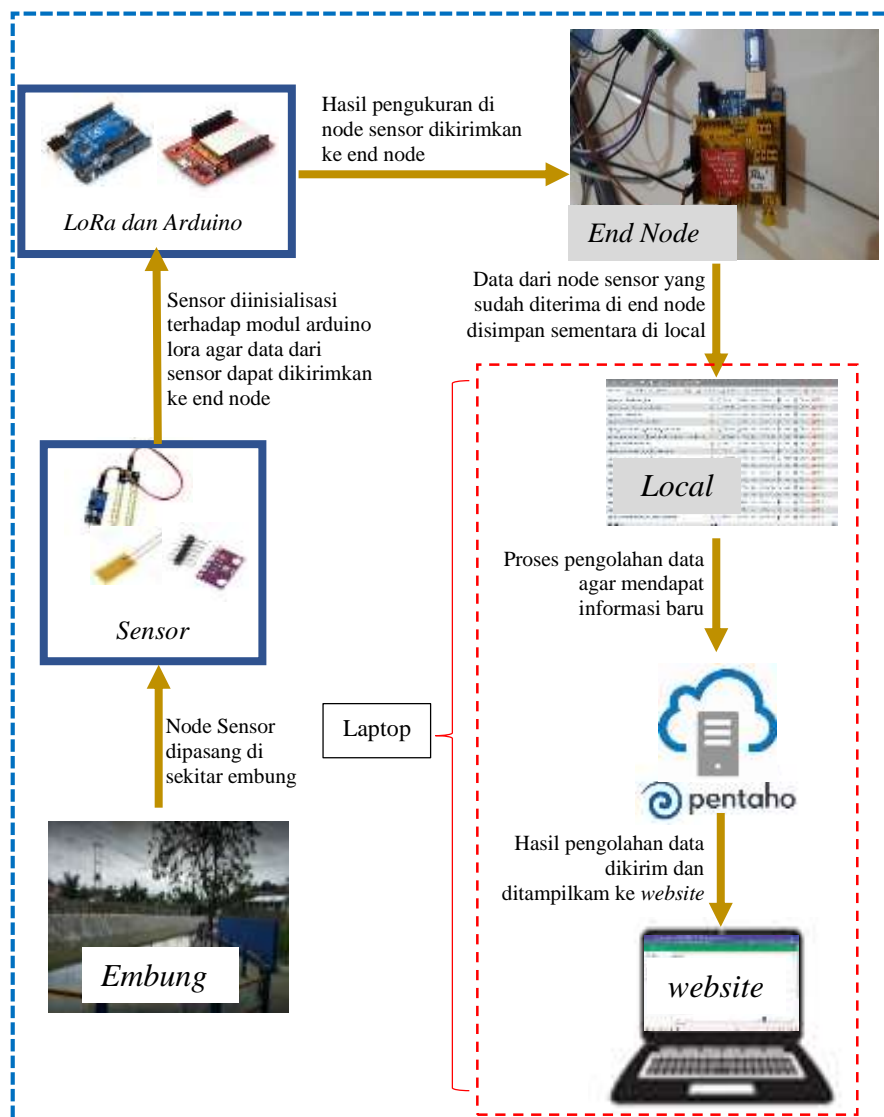 Hasil pengukuran di
node sensor dikirimkan
ke end node
LoRa dan Arduino
End Node
Sensor diinisialisasi
terhadap modul arduino
lora agar data dari
sensor dapat dikirimkan
ke end node
Data dari node sensor yang
sudah diterima di end node
disimpan sementara di local
Local
Sensor
Proses pengolahan data
agar mendapat
informasi baru
Node Sensor
dipasang di
sekitar embung
Laptop
pentaho
Hasil pengolahan data
dikirim dan
ditampilkam ke website
Embung
website